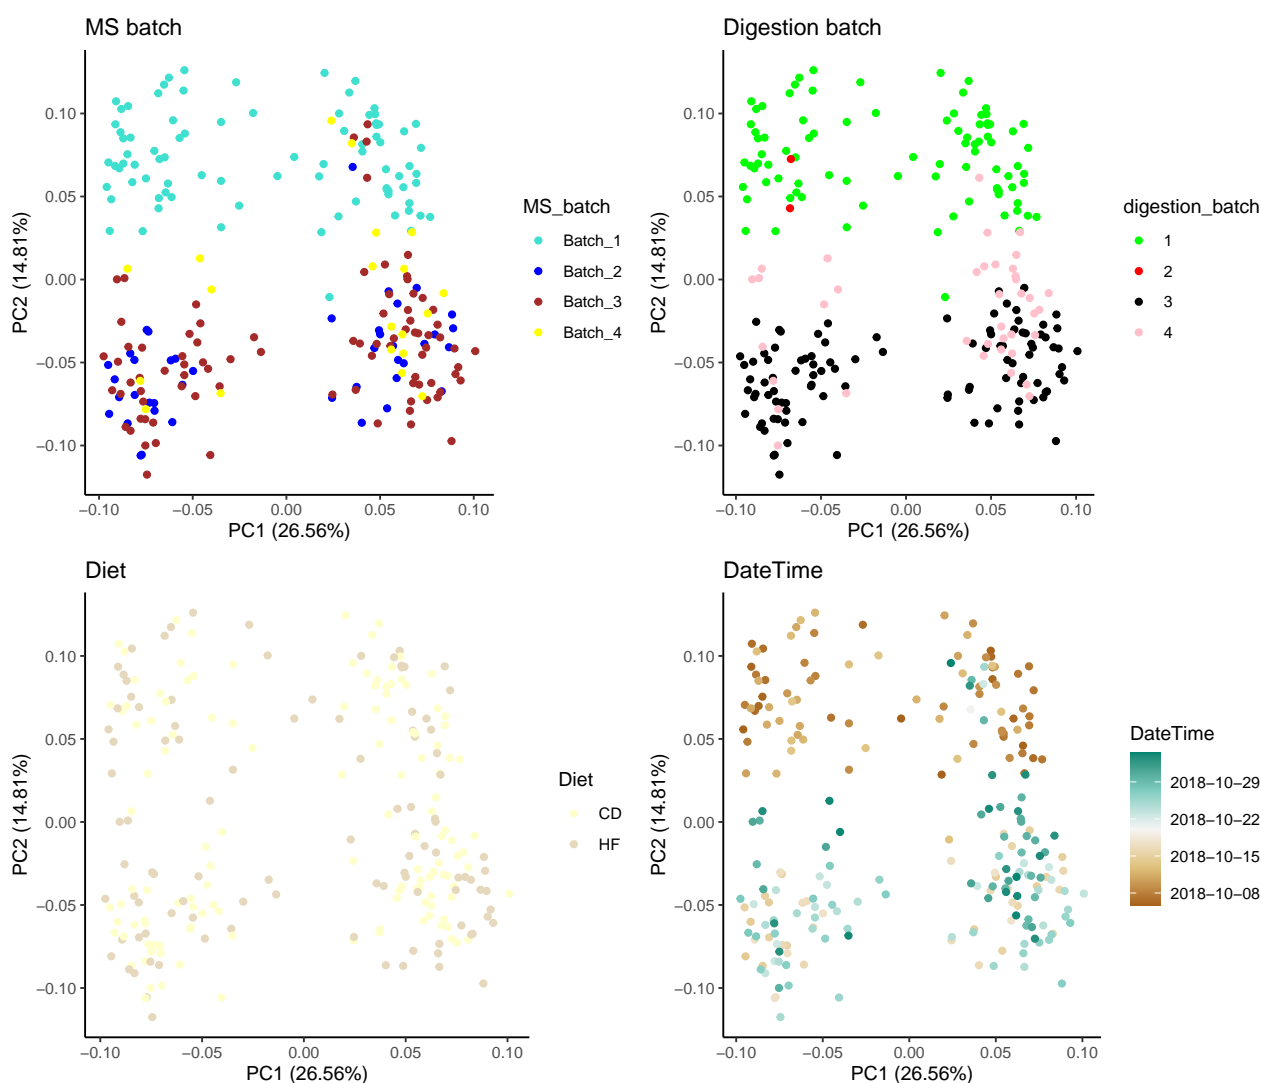 MS batch
0.10
0.05
0.00
−0.05
−0.10
PC2 (14.81%)
−0.10 −0.05 0.00 0.05 0.10
PC1 (26.56%)
MS_batch
Batch_1
Batch_2
Batch_3
Batch_4
Digestion batch
0.10
0.05
0.00
−0.05
−0.10
PC2 (14.81%)
−0.10 −0.05 0.00 0.05 0.10
PC1 (26.56%)
digestion_batch
1
2
3
4
Diet
0.10
0.05
0.00
−0.05
−0.10
PC2 (14.81%)
−0.10 −0.05 0.00 0.05 0.10
PC1 (26.56%)
Diet
CD
HF
DateTime
0.10
0.05
0.00
−0.05
−0.10
PC2 (14.81%)
−0.10 −0.05 0.00 0.05 0.10
PC1 (26.56%)
DateTime
2018−10−29
2018−10−22
2018−10−15
2018−10−08